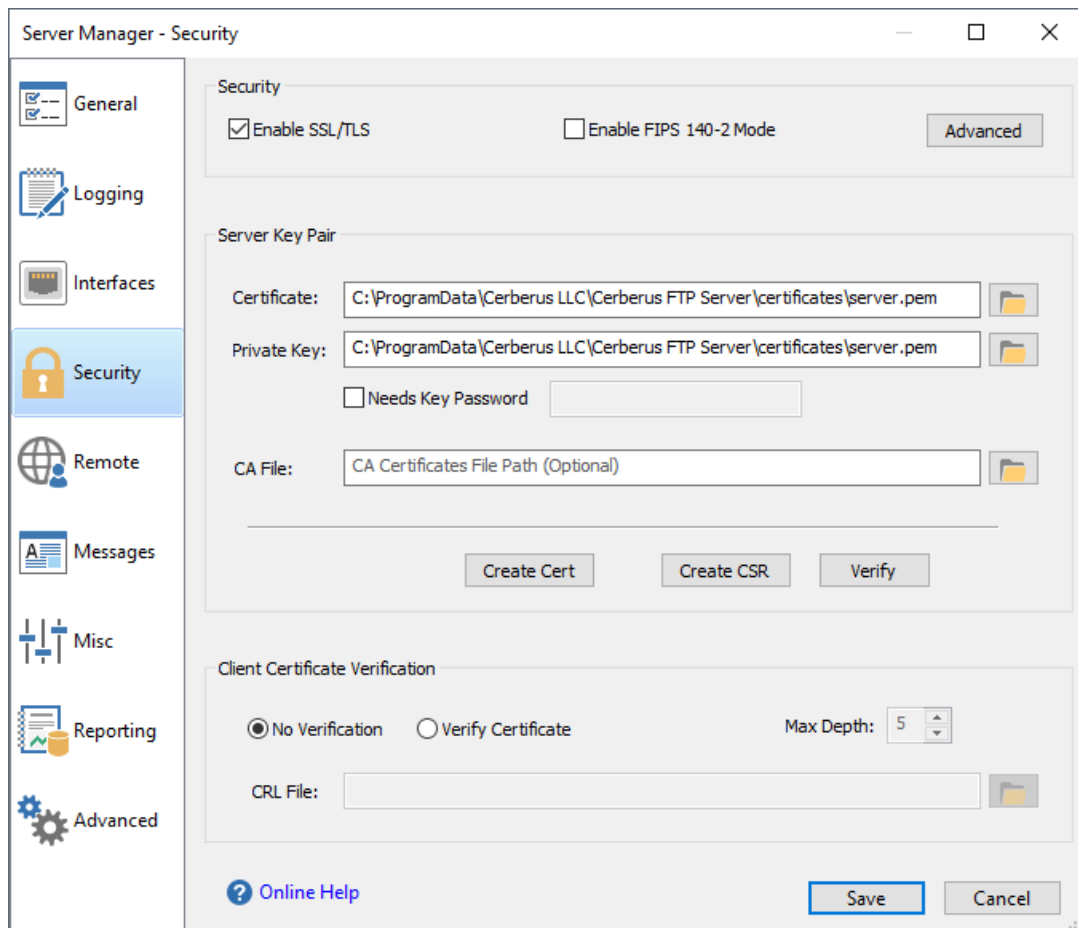 Server Manager - Security
General
Logging
Interfaces
Security
Remote
Messages
Misc
Reporting
Advanced
Security
Enable SSL/TLS Enable FIPS 140-2 Mode Advanced
Server Key Pair
Certificate: C:\ProgramData\Cerberus LLC\Cerberus FTP Server\certificates\server.pem
Private Key: C:\ProgramData\Cerberus LLC\Cerberus FTP Server\certificates\server.pem
Needs Key Password
CA File: CA Certificates File Path (Optional)
Create Cert Create CSR Verify
Client Certificate Verification
No Verification Verify Certificate Max Depth: 5
CRL File:
? Online Help Save Cancel